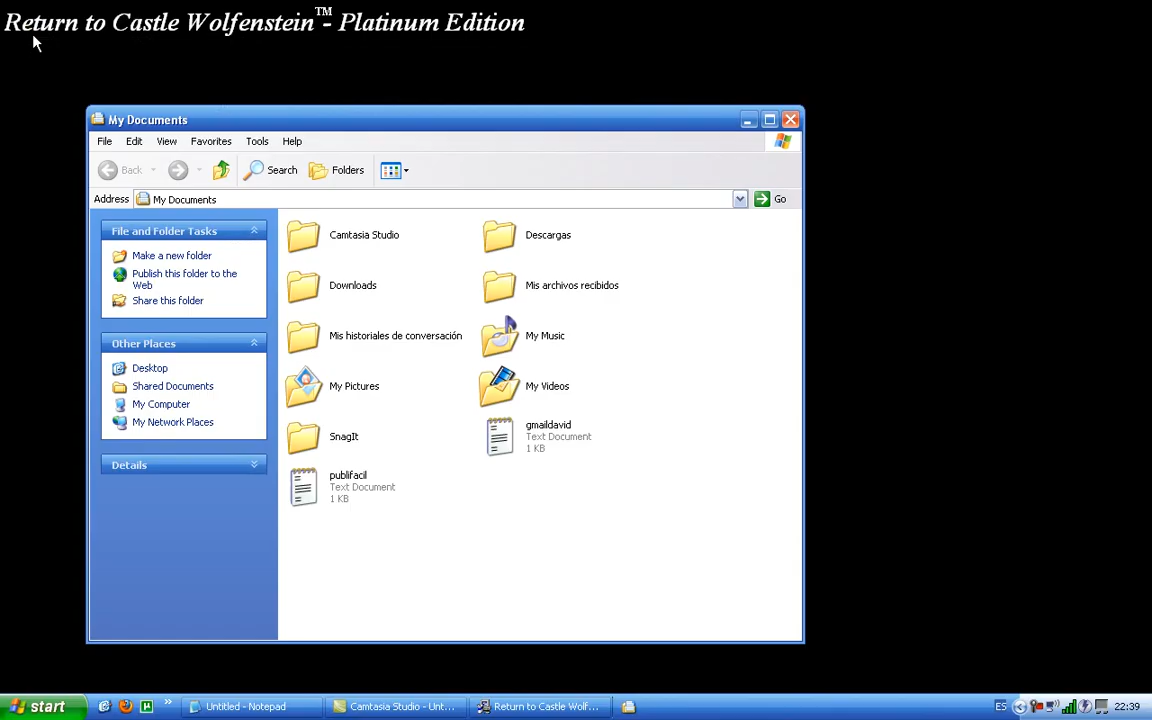 Return to Castle Wolfenstein™- Platinum Edition
My Documents
File Edit View Favorites Tools Help
Back Search Folders
Address My Documents Go
File and Folder Tasks
Make a new folder
Publish this folder to the
Web
Share this folder
Other Places
Desktop
Shared Documents
My Computer
My Network Places
Details
Camtasia Studio
Descargas
Downloads
Mis archivos recibidos
Mis historiales de conversación
My Music
My Pictures
My Videos
SnagIt
gmaildavid
Text Document
1 KB
publifacil
Text Document
1 KB
start
Untitled - Notepad
Camtasia Studio - Unt...
Return to Castle Wolf...
ES
22:39